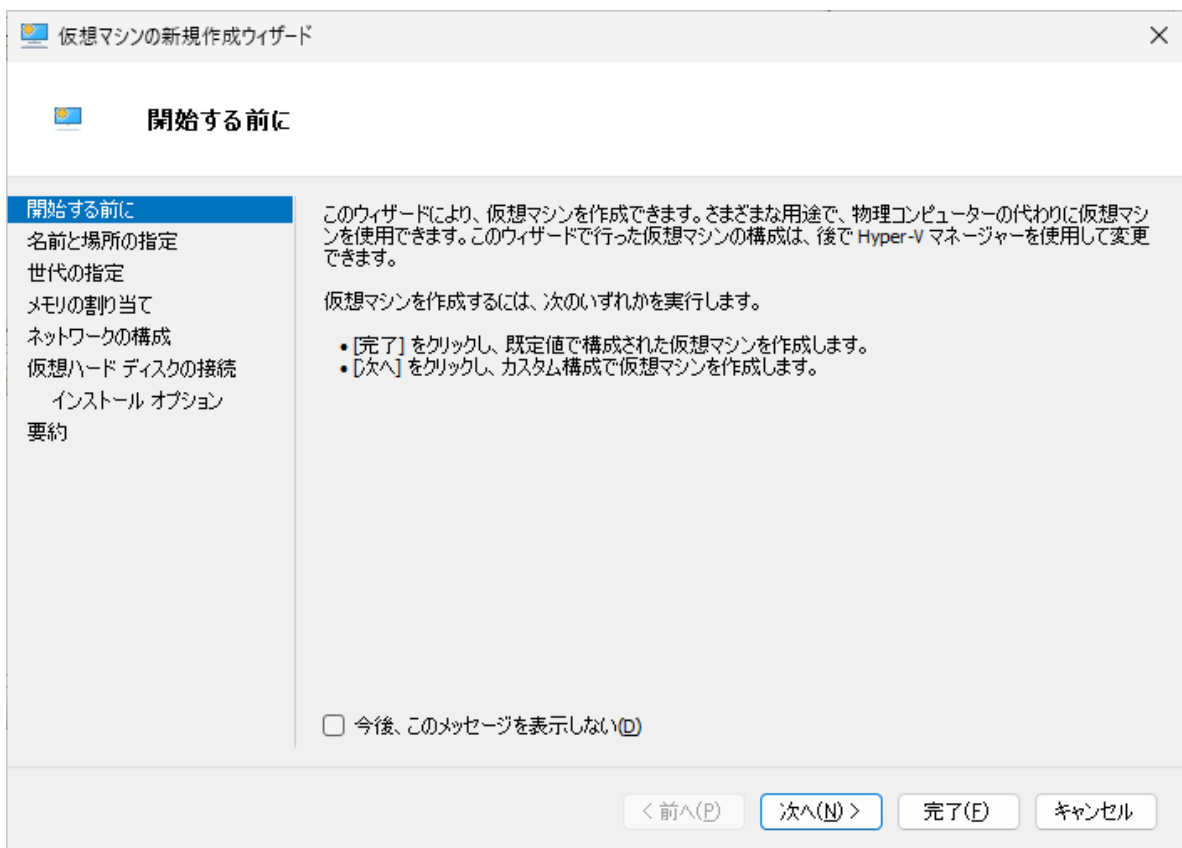 仮想マシンの新規作成ウィザード
開始する前に
開始する前に
名前と場所の指定
世代の指定
メモリの割り当て
ネットワークの構成
仮想ハード ディスクの接続
インストール オプション
要約
このウィザードにより、仮想マシンを作成できます。さまざまな用途で、物理コンピューターの代わりに仮想マシ
ンを使用できます。このウィザードで行った仮想マシンの構成は、後で Hyper-V マネージャーを使用して変更
できます。
仮想マシンを作成するには、次のいずれかを実行します。
• [完了] をクリックし、既定値で構成された仮想マシンを作成します。
• [次へ] をクリックし、カスタム構成で仮想マシンを作成します。
今後、このメッセージを表示しない(D)
< 前へ(P) 次へ(N) > 完了(F) キャンセル